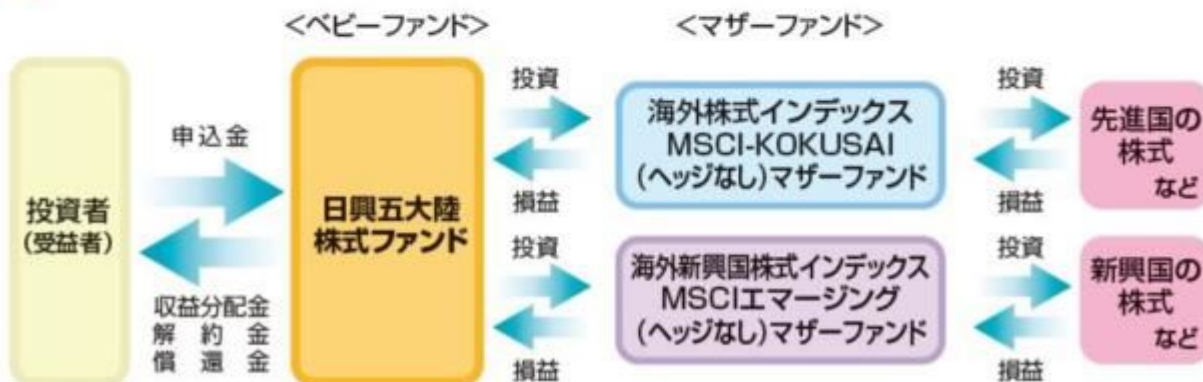 <ベビーファンド>
<マザーファンド>
投資者
(受益者)
申込金
収益分配金
解約金
償還金
日興五大陸
株式ファンド
投資
損益
海外株式インデックス
MSCI-KOKUSAI
(ヘッジなし)マザーファンド
投資
損益
先進国の
株式
など
投資
損益
海外新興国株式インデックス
MSCIエマージング
(ヘッジなし)マザーファンド
投資
損益
新興国の
株式
など